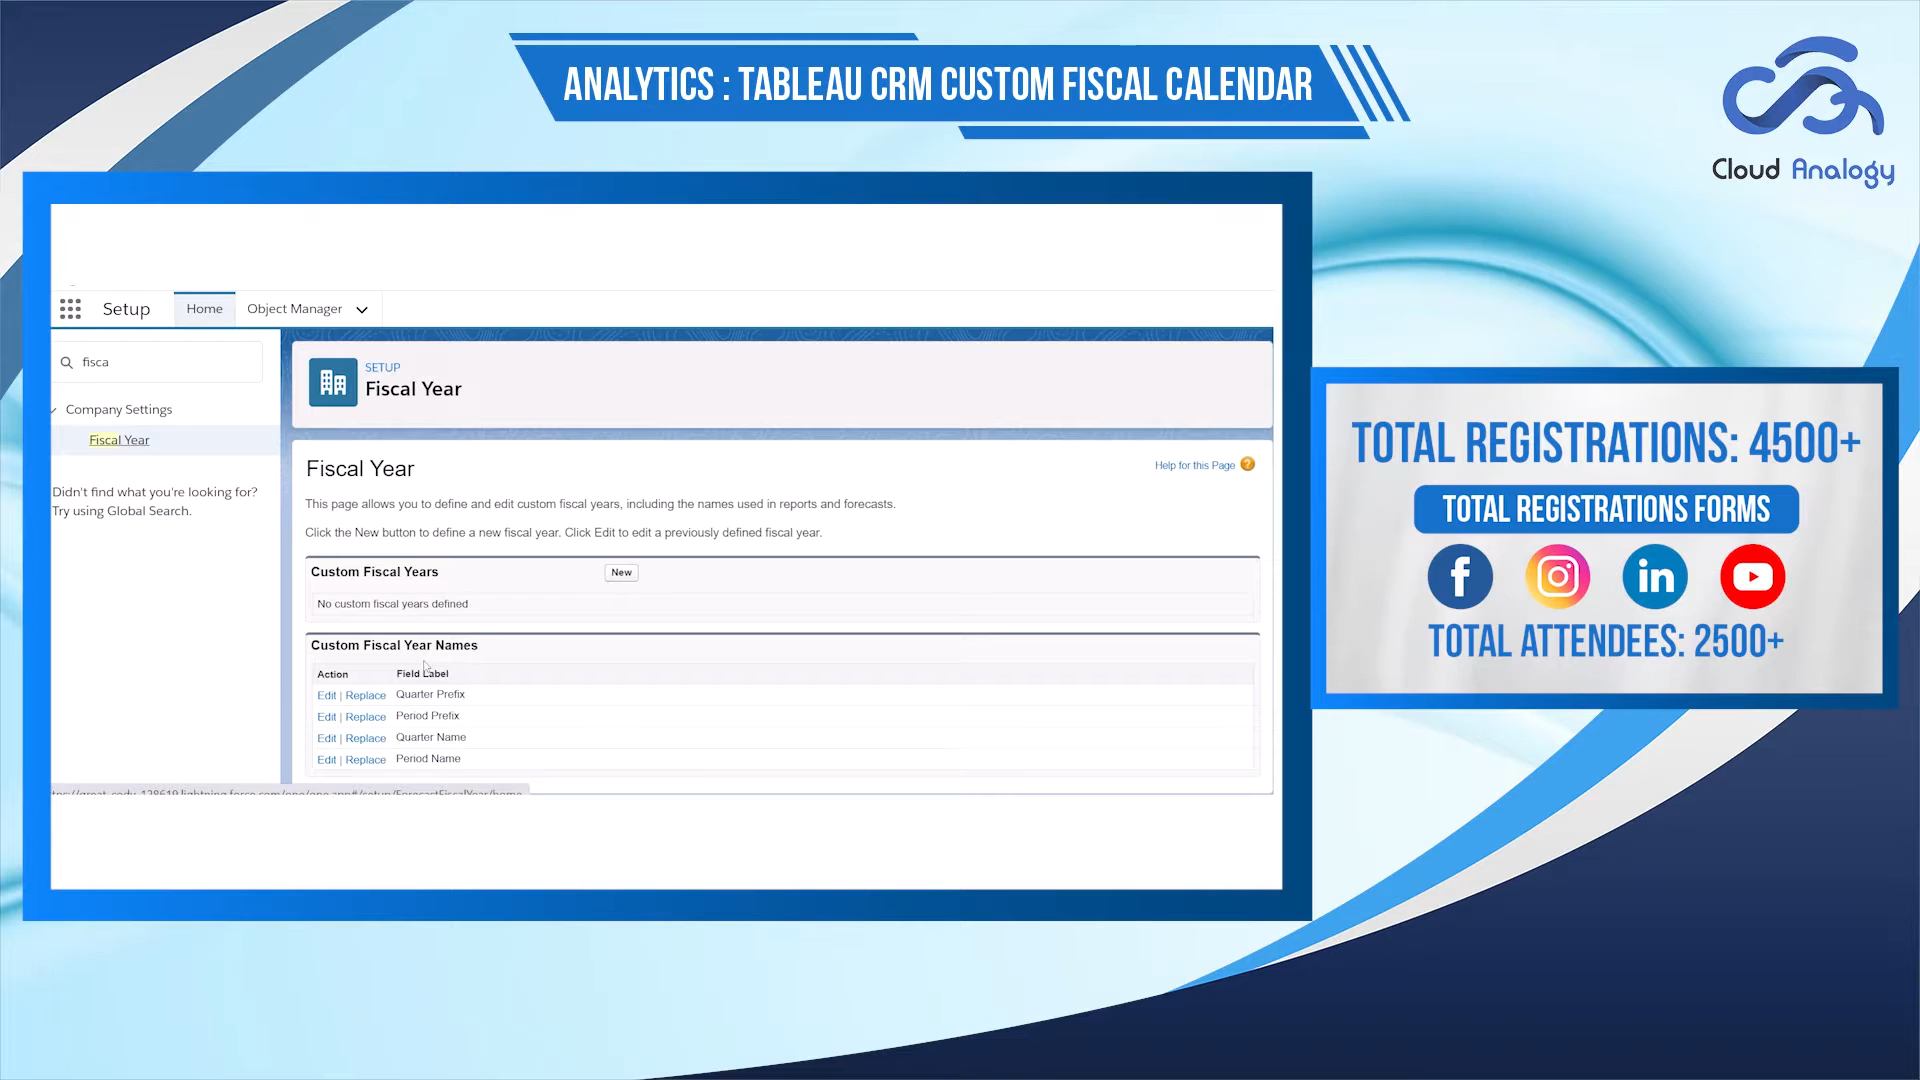 ANALYTICS : TABLEAU CRM CUSTOM FISCAL CALENDAR
Cloud Analogy
Setup
Home
Object Manager
fisca
Company Settings
Fiscal Year
Didn't find what you're looking for?
Try using Global Search.
SETUP
Fiscal Year
Fiscal Year
Help for this Page
This page allows you to define and edit custom fiscal years, including the names used in reports and forecasts.
Click the New button to define a new fiscal year. Click Edit to edit a previously defined fiscal year.
Custom Fiscal Years
New
No custom fiscal years defined
Custom Fiscal Year Names
Action Field Label
Edit | Replace Quarter Prefix
Edit | Replace Period Prefix
Edit | Replace Quarter Name
Edit | Replace Period Name
TOTAL REGISTRATIONS: 4500+
TOTAL REGISTRATIONS FORMS
TOTAL ATTENDEES: 2500+